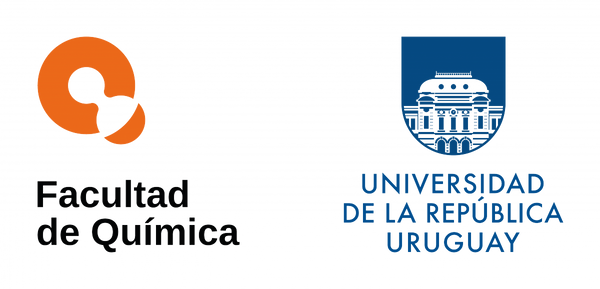 Facultad
de Química
UNIVERSIDAD
DE LA REPÚBLICA
URUGUAY